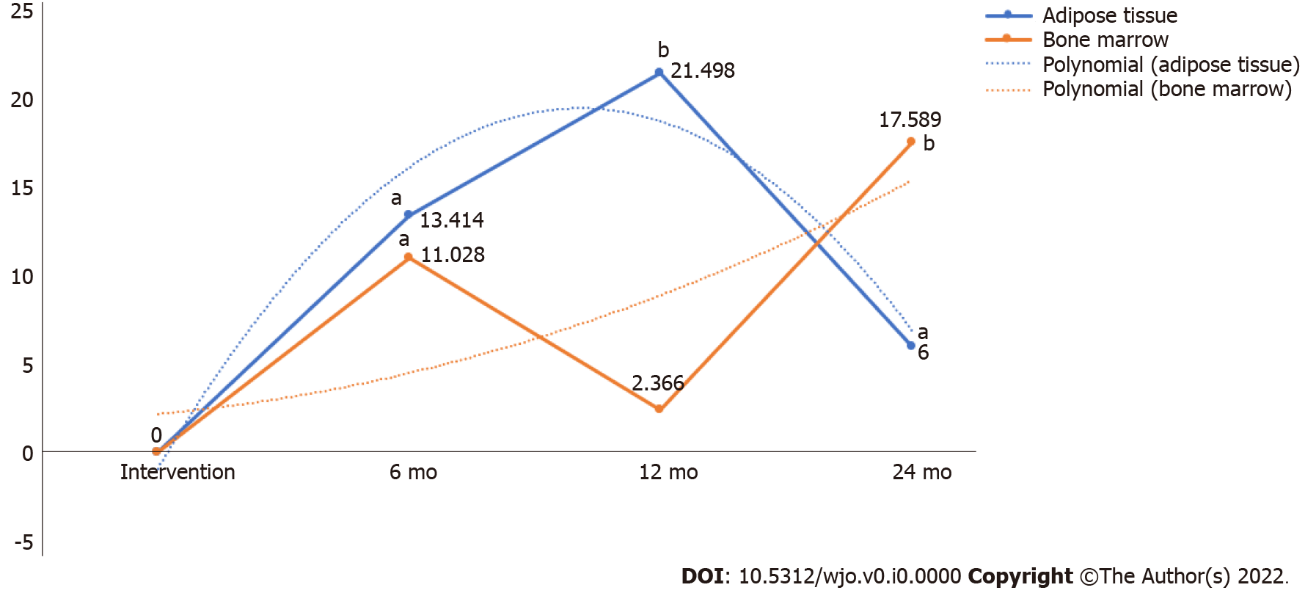 25
Adipose tissue
Bone marrow
Polynomial (adipose tissue)
Polynomial (bone marrow)
b
21.498
20
17.589
b
15
a
13.414
a
11.028
10
5
a
6
2.366
0
0
Intervention
6 mo
12 mo
24 mo
-5
DOI: 10.5312/wjo.v0.i0.0000 Copyright ©The Author(s) 2022.